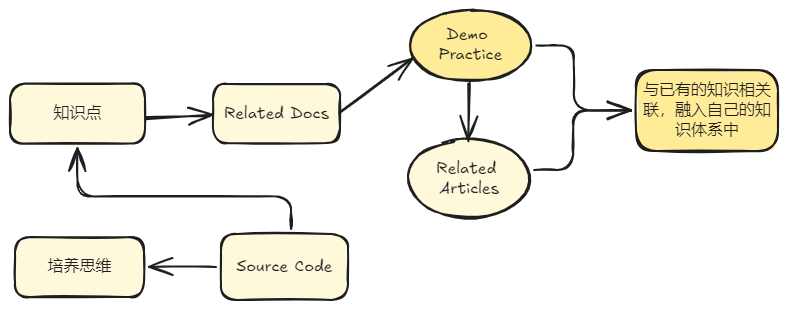 Demo
Practice
知识点
Related Docs
与已有的知识相关
联，融入自己的知
识体系中
Related
Articles
培养思维
Source Code